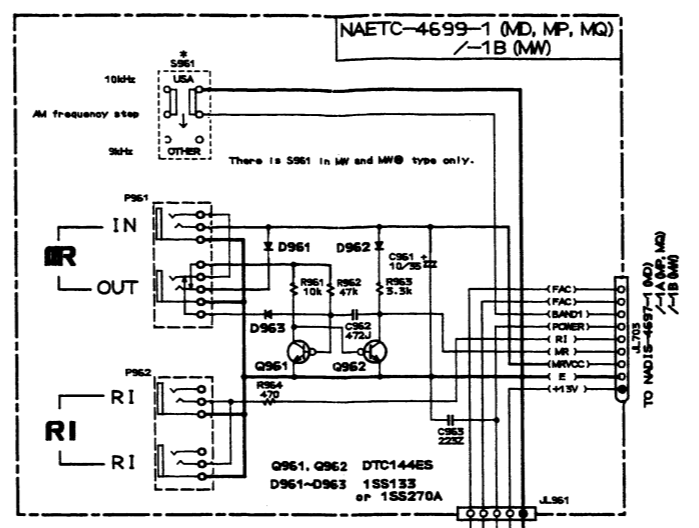 NAETC-4699-1 (MD, MP, MQ)
/-1B (MW)
*
S961
USA
10kHz
AM frequency step
9kHz
OTHER
There is S961 in MW and MW⊕ type only.
P961
IN
OUT
D961
D962
C961
10/35
+
R961
10k
R962
47k
R963
3.3k
D963
C962
472J
Q961
Q962
R964
470
P962
RI
RI
RI
C963
223Z
Q961, Q962 DTC144ES
D961~D963 1SS133
or 1SS270A
(FAC)
(FAC)
(BAND1)
(POWER)
(RI)
(MR)
(MRVCC)
(E)
(+13V)
JL703
TO NADIS-4697-1 (MD)
/-1A (MP, MQ)
/-1B (MW)
JL961